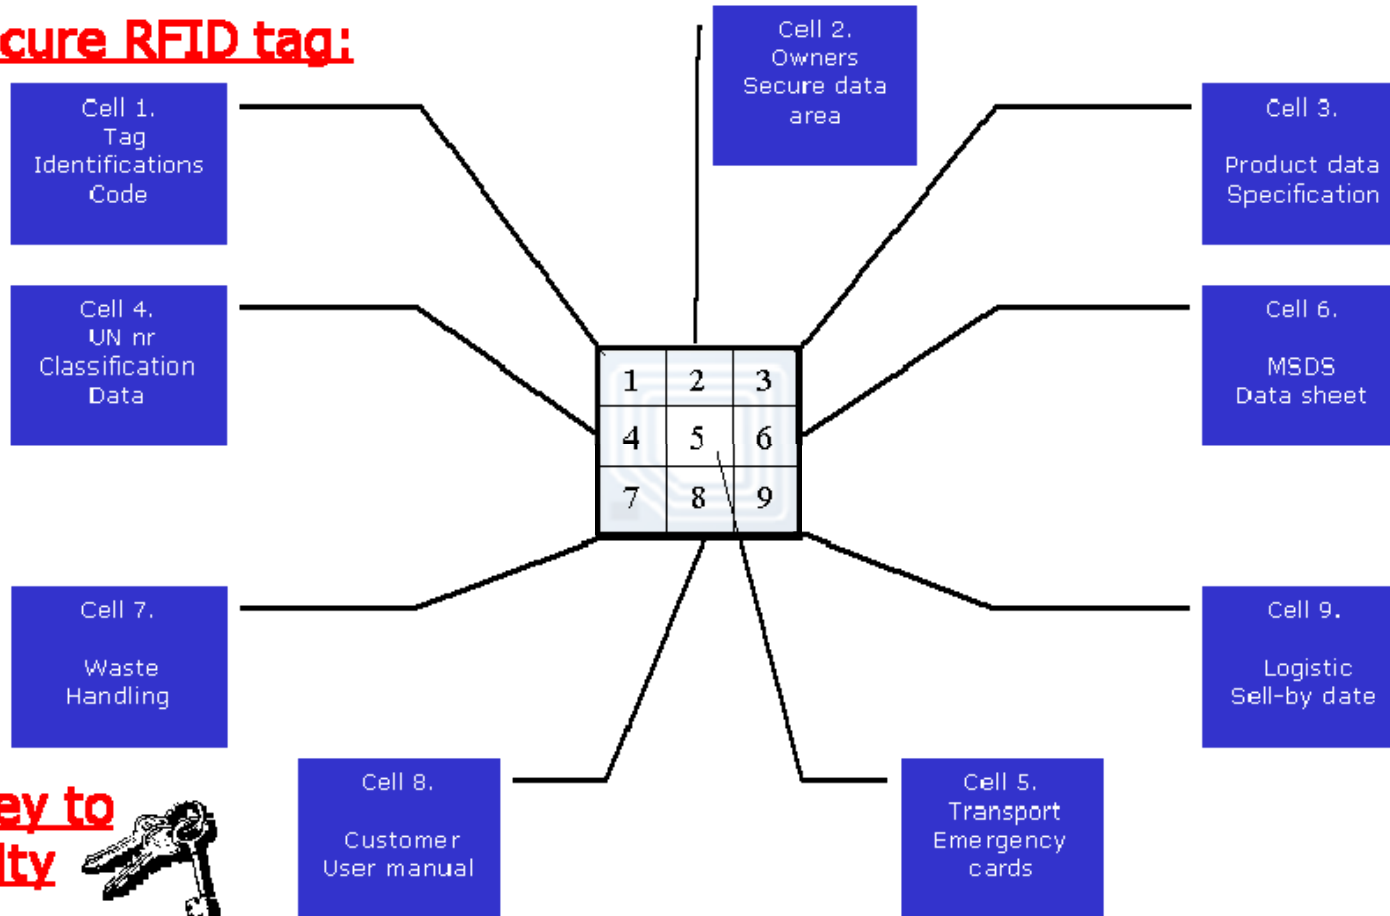 cure RFID tag:
Cell 1.
Tag
Identifications
Code
Cell 2.
Owners
Secure data
area
Cell 3.
Product data
Specification
Cell 4.
UN nr
Classification
Data
Cell 6.
MSDS
Data sheet
1 2 3
4 5 6
7 8 9
Cell 7.
Waste
Handling
Cell 9.
Logistic
Sell-by date
Cell 8.
Customer
User manual
Cell 5.
Transport
Emergency
cards
ey to
lty